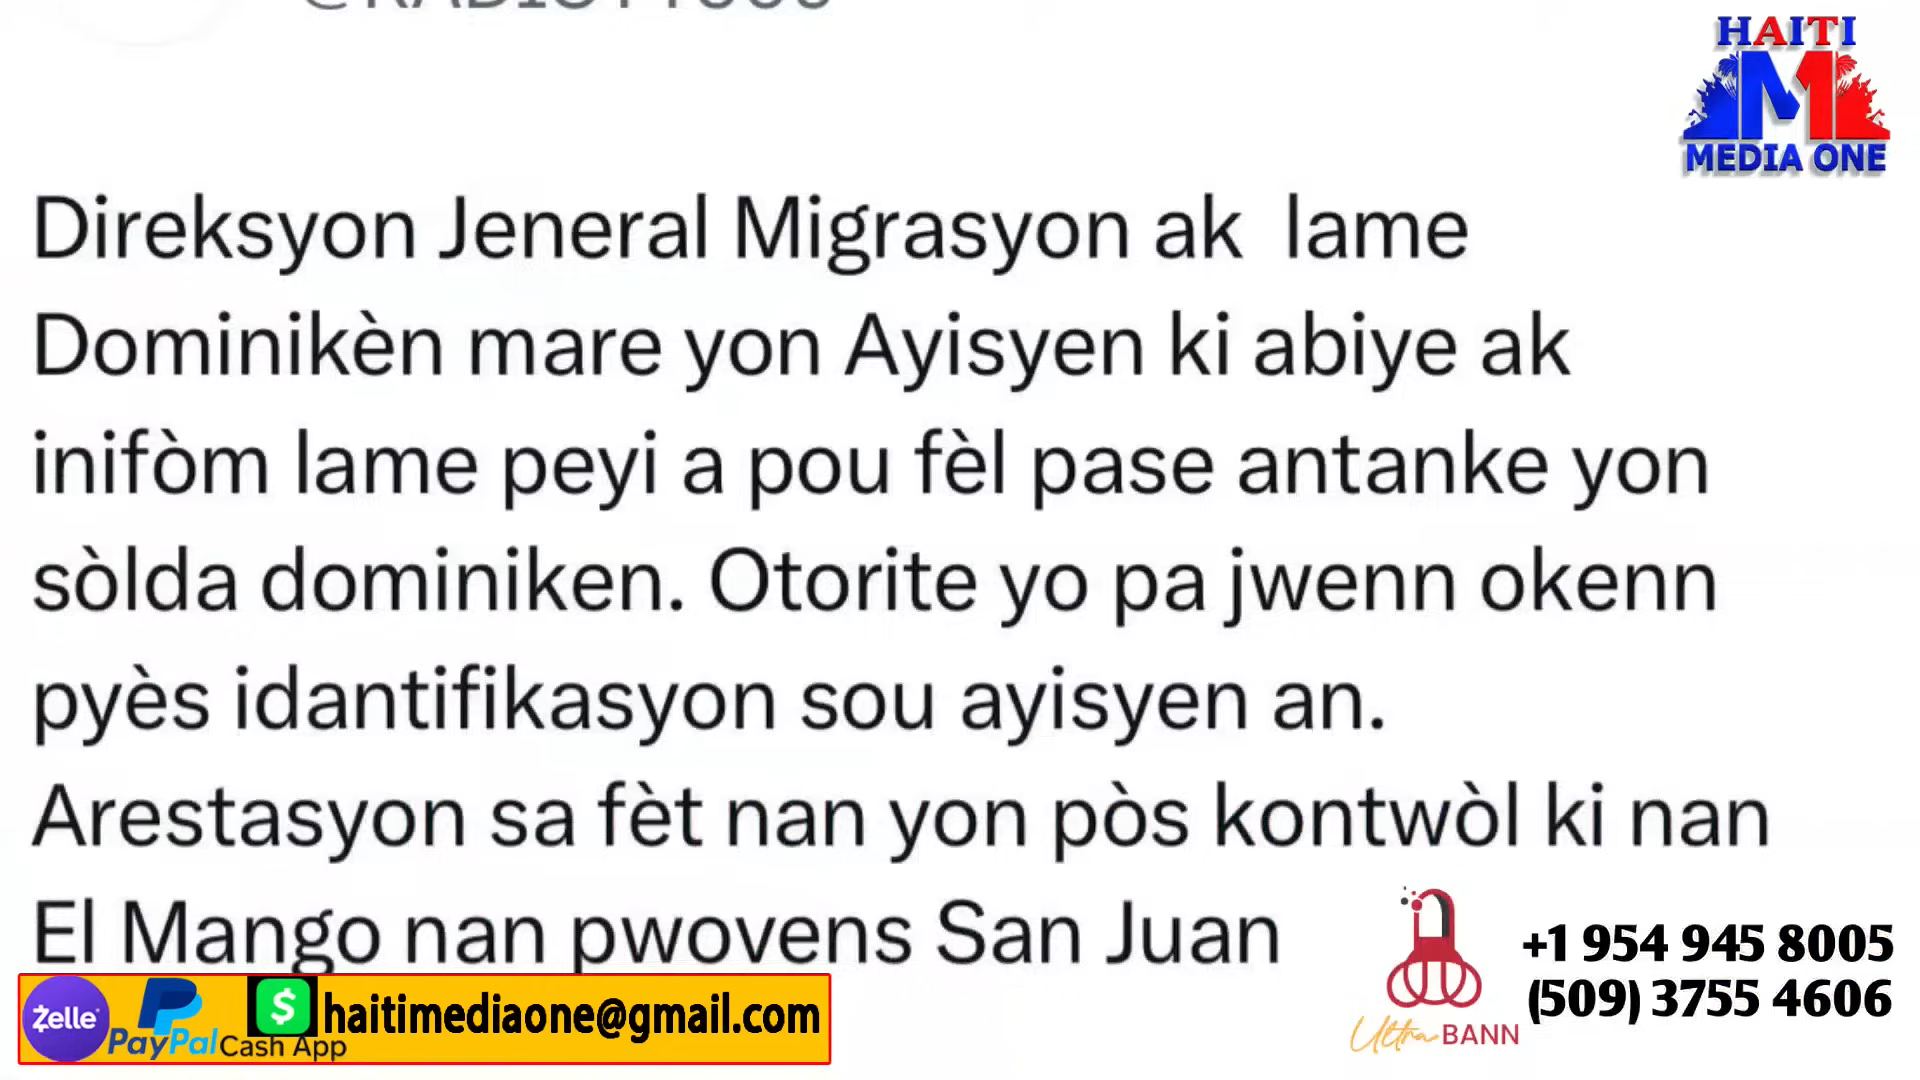 HAITI
MEDIA ONE
Direksyon Jeneral Migrasyon ak lame
Dominikèn mare yon Ayisyen ki abiye ak
inifòm lame peyi a pou fèl pase antanke yon
sòlda dominiken. Otorite yo pa jwenn okenn
pyès idantifikasyon sou ayisyen an.
Arestasyon sa fèt nan yon pòs kontwòl ki nan
El Mango nan pwovens San Juan
Zelle
PayPal
$
Cash App
haitimediaone@gmail.com
Ultra BANN
+1 954 945 8005
(509) 3755 4606